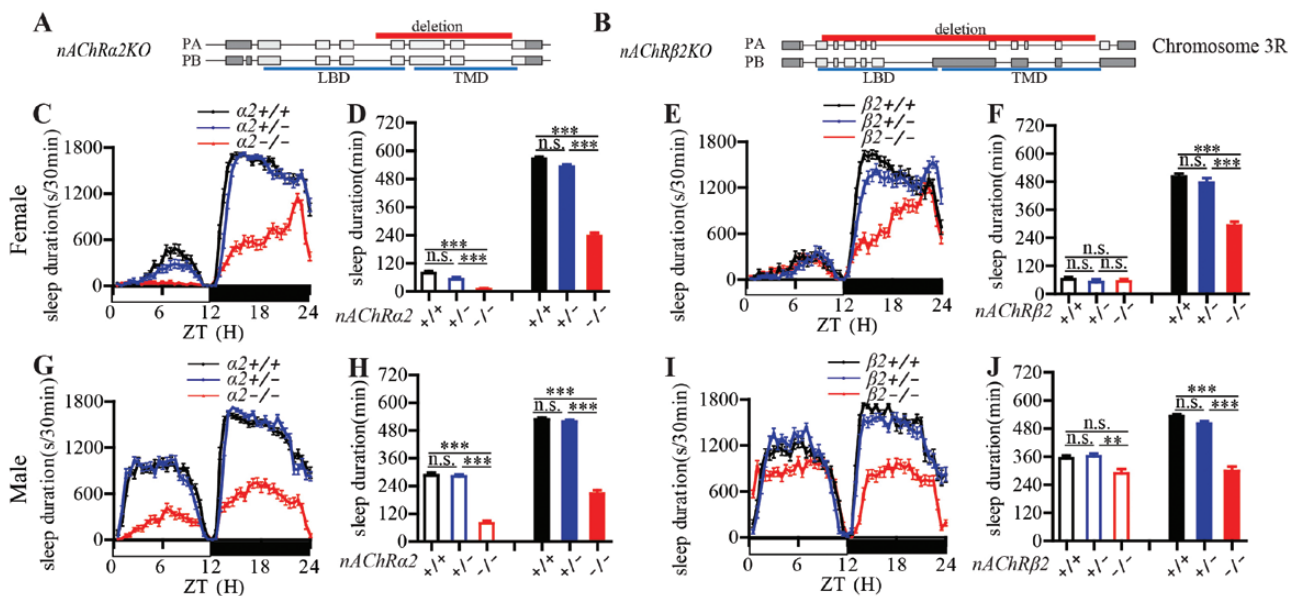 A
nAChRα2KO
PA
PB
deletion
LBD
TMD
B
nAChRβ2KO
PA
PB
deletion
LBD
TMD
Chromosome 3R
Female
C
sleep duration(s/30min)
1800
1200
600
0
α2+/+
α2+/-
α2-/-
0 6 12 18 24
ZT (H)
D
sleep duration(min)
720
600
480
360
240
120
0
***
n.s. ***
***
n.s. ***
nAChRα2
+/+ +/- -/- +/+ +/- -/-
E
sleep duration(s/30min)
1800
1200
600
0
β2+/+
β2+/-
β2-/-
0 6 12 18 24
ZT (H)
F
sleep duration(min)
720
600
480
360
240
120
0
n.s.
n.s. n.s.
***
n.s. ***
nAChRβ2
+/+ +/- -/- +/+ +/- -/-
Male
G
sleep duration(s/30min)
1800
1200
600
0
α2+/+
α2+/-
α2-/-
0 6 12 18 24
ZT (H)
H
sleep duration(min)
720
600
480
360
240
120
0
***
n.s. ***
***
n.s. ***
nAChRα2
+/+ +/- -/- +/+ +/- -/-
I
sleep duration(s/30min)
1800
1200
600
0
β2+/+
β2+/-
β2-/-
0 6 12 18 24
ZT (H)
J
sleep duration(min)
720
600
480
360
240
120
0
n.s.
n.s. **
***
n.s. ***
nAChRβ2
+/+ +/- -/- +/+ +/- -/-